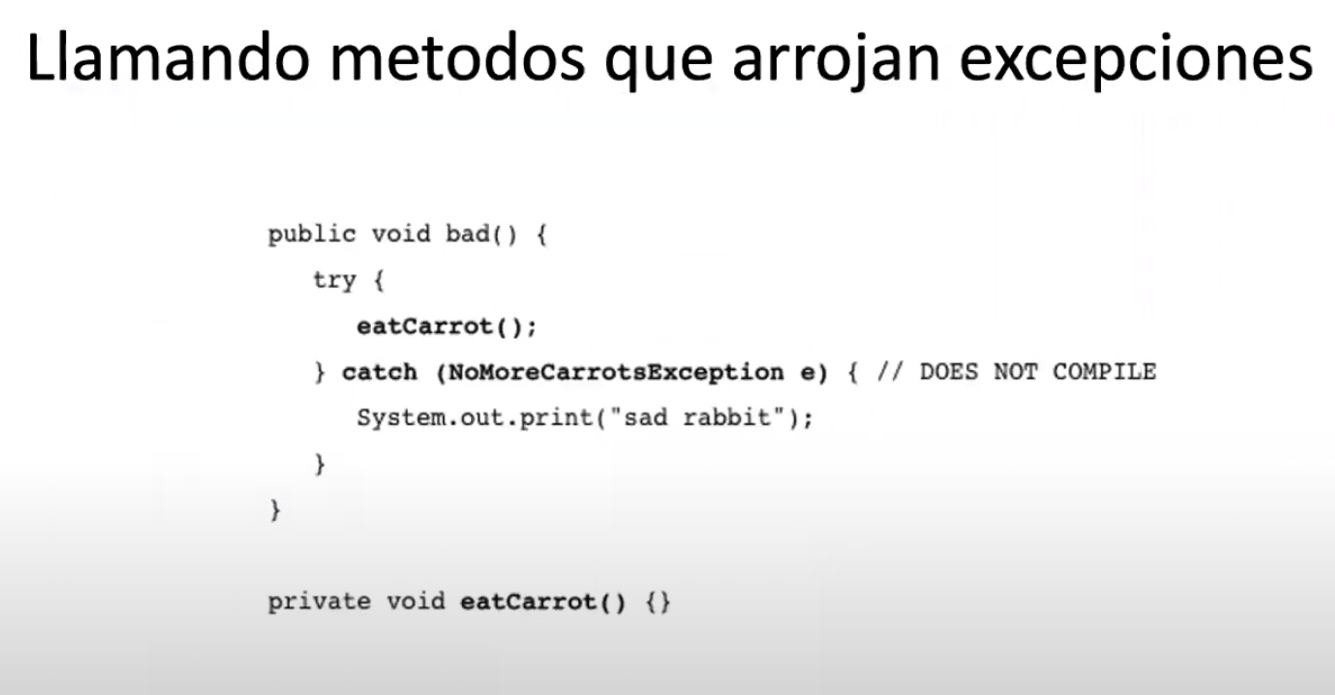 Llamando metodos que arrojan excepciones
public void bad() {
try {
eatCarrot();
} catch (NoMoreCarrotsException e) { // DOES NOT COMPILE
System.out.print("sad rabbit");
}
}
private void eatCarrot() {}